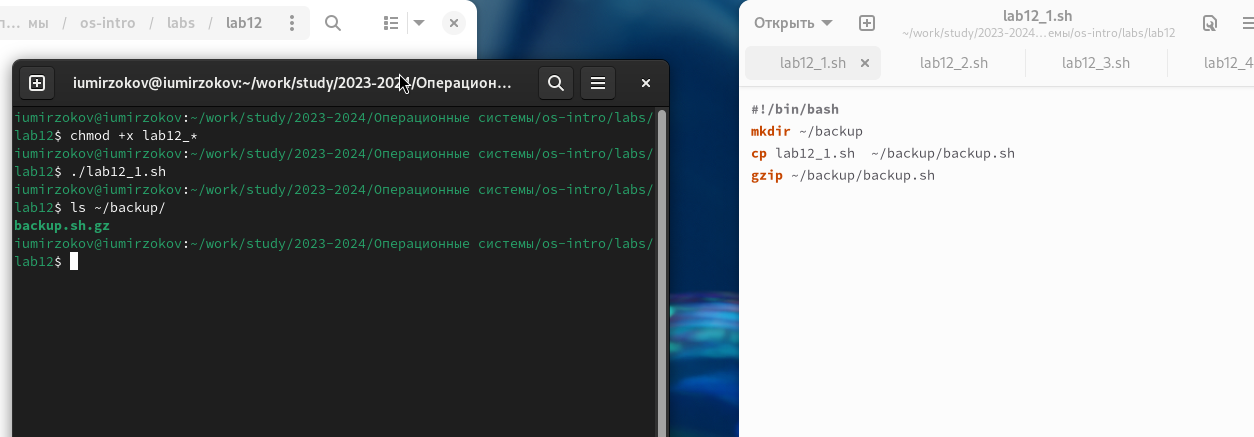 п... мы / os-intro / labs / lab12
iumirzokov@iumirzokov:~/work/study/2023-2024/Операцион...
iumirzokov@iumirzokov:~/work/study/2023-2024/Операционные системы/os-intro/labs/
lab12$ chmod +x lab12_*
iumirzokov@iumirzokov:~/work/study/2023-2024/Операционные системы/os-intro/labs/
lab12$ ./lab12_1.sh
iumirzokov@iumirzokov:~/work/study/2023-2024/Операционные системы/os-intro/labs/
lab12$ ls ~/backup/
backup.sh.gz
iumirzokov@iumirzokov:~/work/study/2023-2024/Операционные системы/os-intro/labs/
lab12$
Открыть
lab12_1.sh
~/work/study/2023-2024...емы/os-intro/labs/lab12
lab12_1.sh
lab12_2.sh
lab12_3.sh
lab12_4
#!/bin/bash
mkdir ~/backup
cp lab12_1.sh  ~/backup/backup.sh
gzip ~/backup/backup.sh